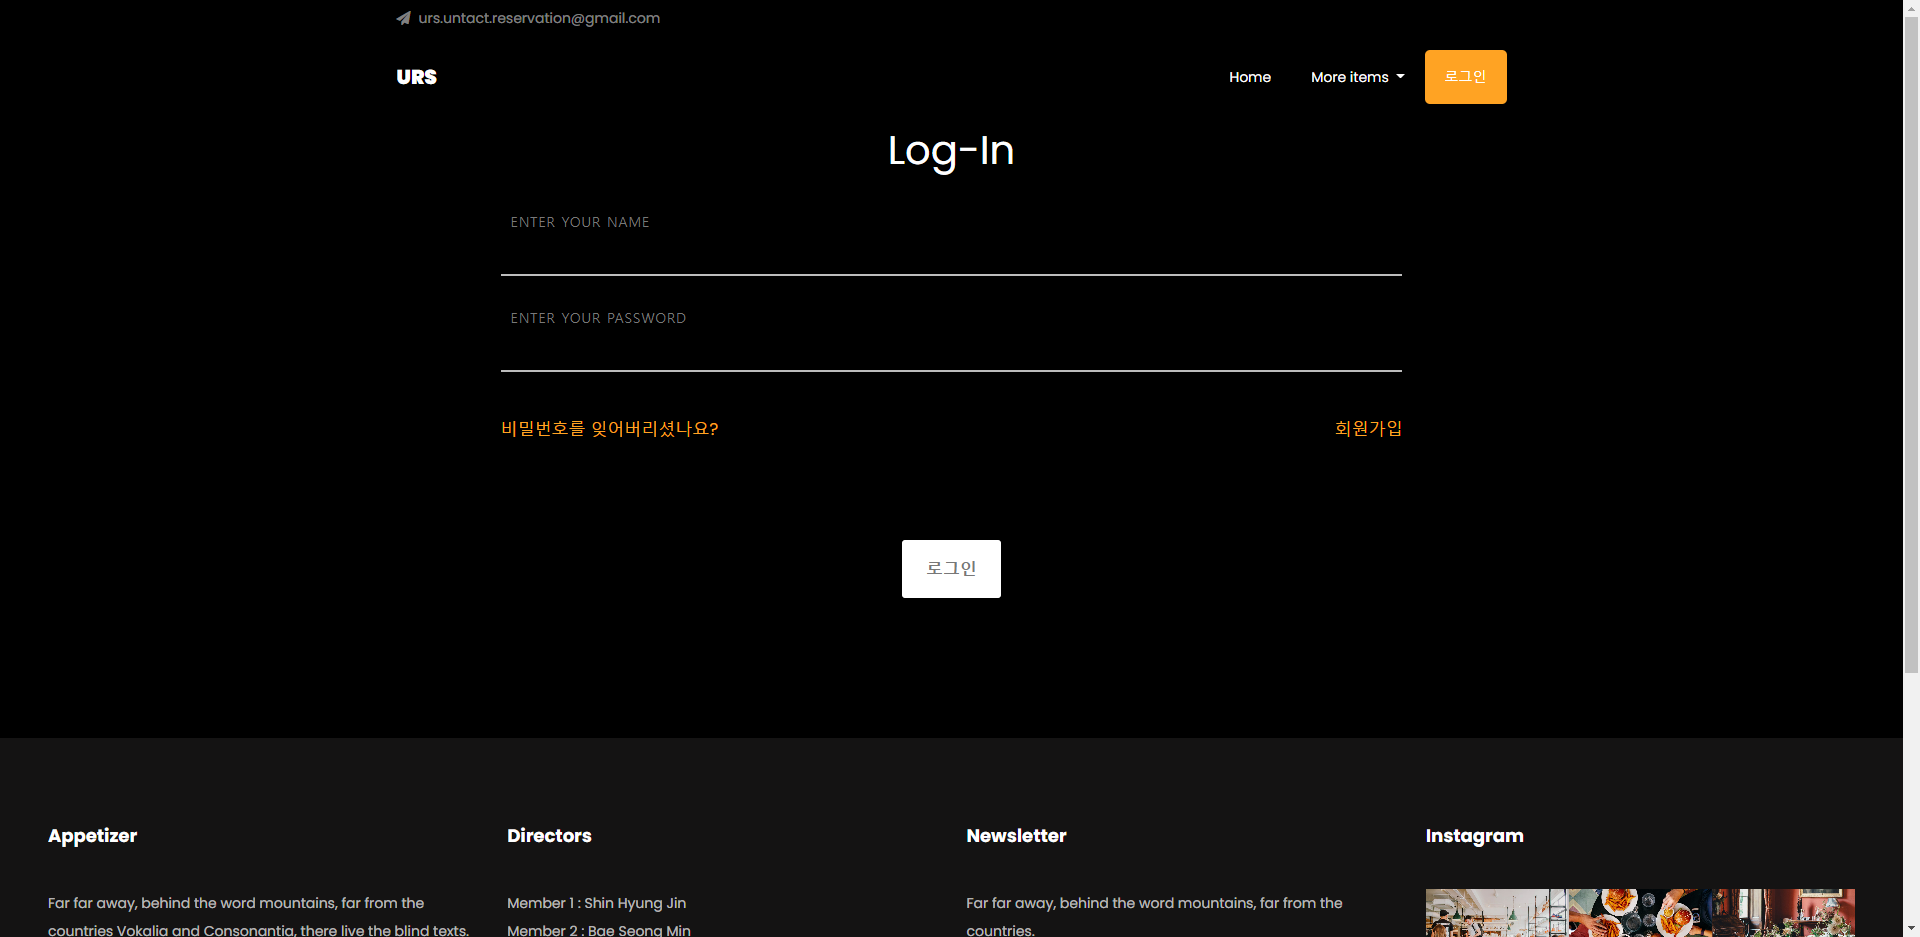 urs.untact.reservation@gmail.com
URS
Home
More items
로그인
Log-In
ENTER YOUR NAME
ENTER YOUR PASSWORD
비밀번호를 잊어버리셨나요?
회원가입
로그인
Appetizer
Directors
Newsletter
Instagram
Far far away, behind the word mountains, far from the
countries Vokalia and Consonantia, there live the blind texts.
Member 1 : Shin Hyung Jin
Member 2 : Bae Seong Min
Far far away, behind the word mountains, far from the
countries.